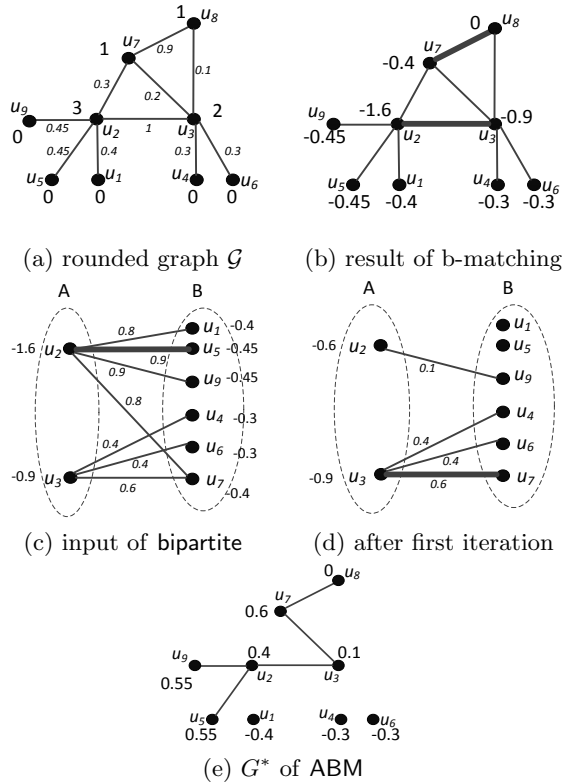 1 u8
u7 0.9
1
0.3 0.2 0.1
u9 3 2
0.45 u2 1 u3
0
0.45 0.4 0.3 0.3
u5 u1 u4 u6
0 0 0 0
(a) rounded graph G
0 u8
u7
-0.4
u9 -1.6 -0.9
-0.45 u2 u3
u5 u1 u4 u6
-0.45 -0.4 -0.3 -0.3
(b) result of b-matching
A B
0.8 u1 -0.4
-1.6 u2 0.9 u5 -0.45
0.9 u9 -0.45
0.8
u4 -0.3
0.4
0.4 u6 -0.3
-0.9 u3 0.6 u7 -0.4
(c) input of bipartite
A B
u1
-0.6 u2 u5
0.1 u9
u4
0.4
0.4 u6
-0.9 u3 0.6 u7
(d) after first iteration
0 u8
u7
0.6
u9 0.4 0.1
0.55 u2 u3
u5 u1 u4 u6
0.55 -0.4 -0.3 -0.3
(e) G* of ABM